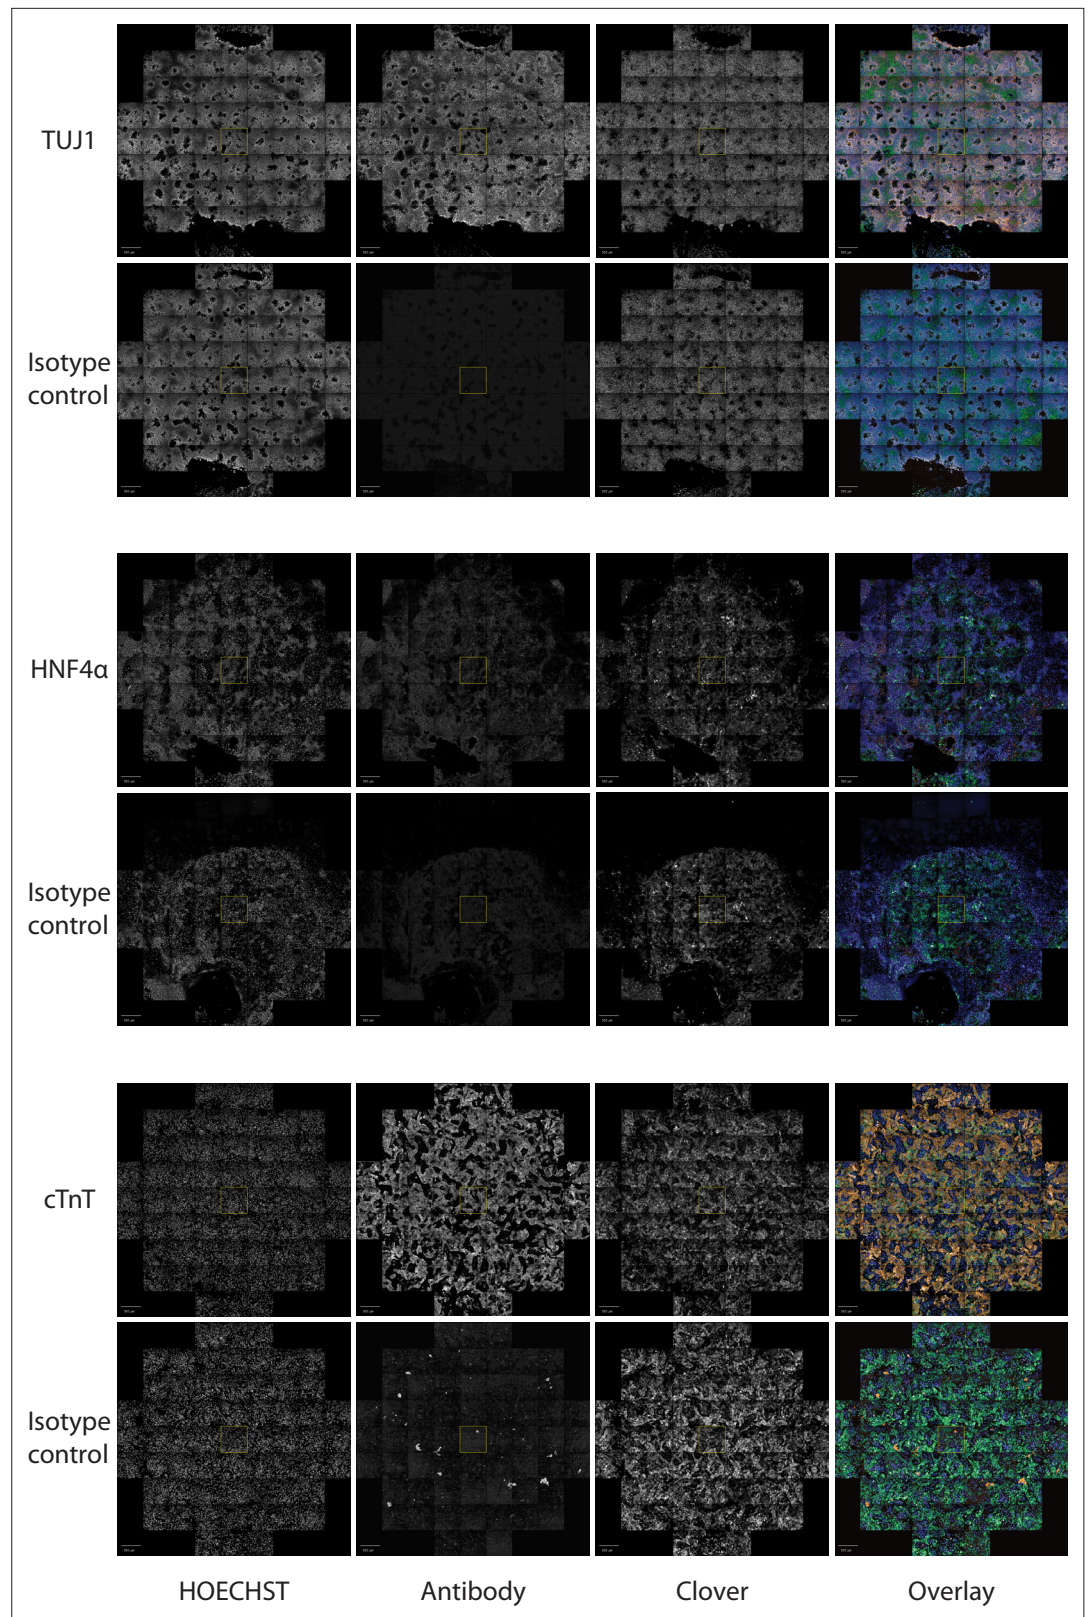 TUJ1
Isotype
control
HNF4α
Isotype
control
cTnT
Isotype
control
HOECHST Antibody Clover Overlay